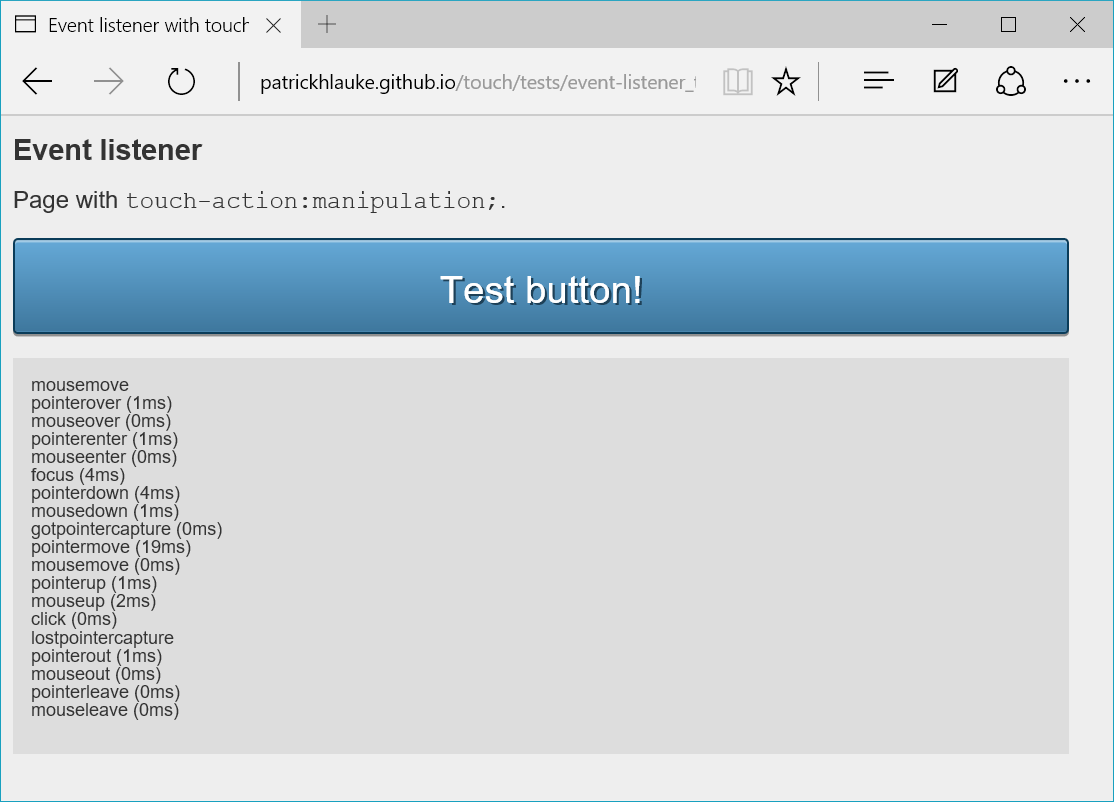 Event listener with touch
patrickhlauke.github.io/touch/tests/event-listener_
Event listener
Page with touch-action:manipulation;.
Test button!
mousemove
pointerover (1ms)
mouseover (0ms)
pointerenter (1ms)
mouseenter (0ms)
focus (4ms)
pointerdown (4ms)
mousedown (1ms)
gotpointercapture (0ms)
pointermove (19ms)
mousemove (0ms)
pointerup (1ms)
mouseup (2ms)
click (0ms)
lostpointercapture
pointerout (1ms)
mouseout (0ms)
pointerleave (0ms)
mouseleave (0ms)